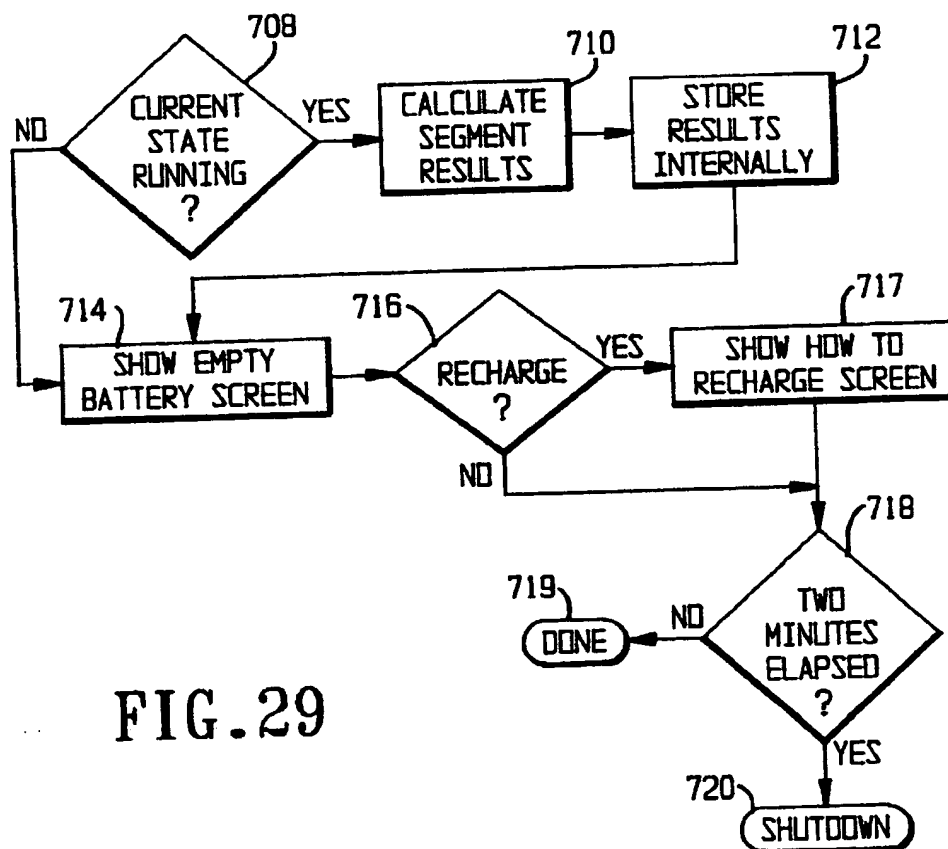 708
CURRENT
STATE
RUNNING
?
NO
YES
710
CALCULATE
SEGMENT
RESULTS
712
STORE
RESULTS
INTERNALLY
714
SHOW EMPTY
BATTERY SCREEN
716
RECHARGE
?
YES
NO
717
SHOW HOW TO
RECHARGE SCREEN
718
TWO
MINUTES
ELAPSED
?
NO
YES
719
DONE
720
SHUTDOWN
FIG.29